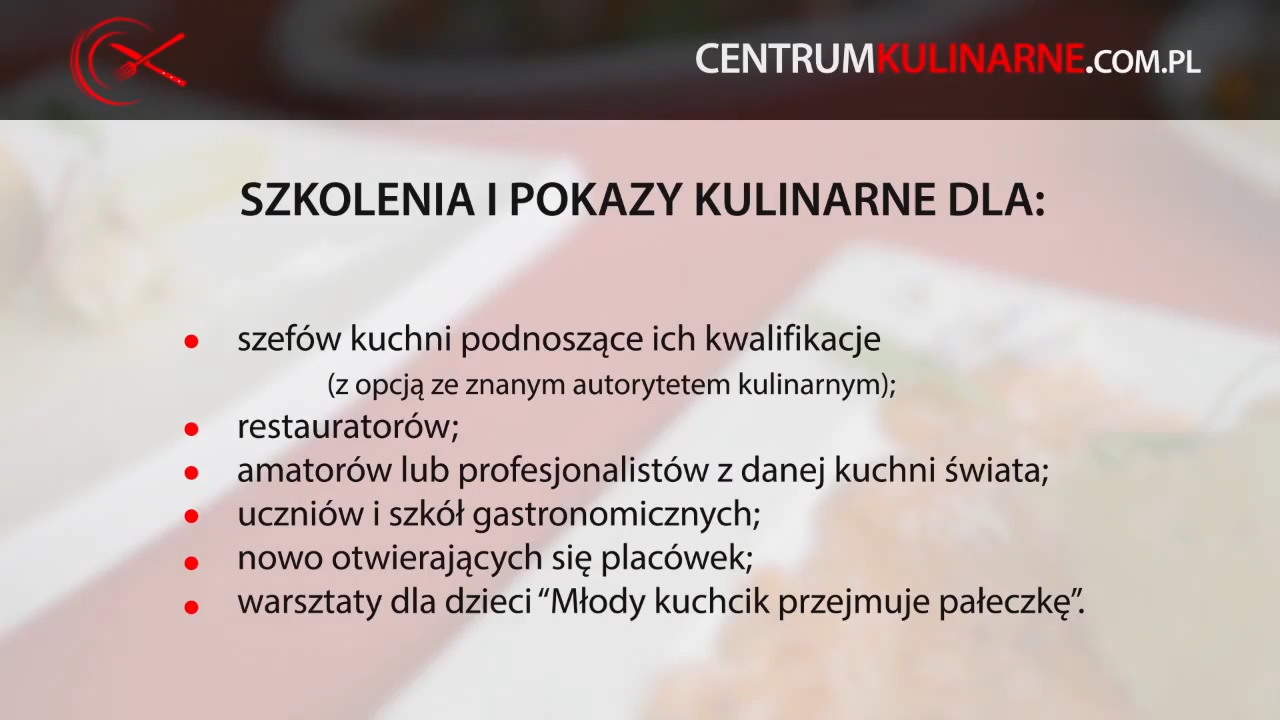 CENTRUMKULINARNE.COM.PL
SZKOLENIA I POKAZY KULINARNE DLA:
• szefów kuchni podnoszące ich kwalifikacje
(z opcją ze znanym autorytetem kulinarnym);
• restauratorów;
• amatorów lub profesjonalistów z danej kuchni świata;
• uczniów i szkół gastronomicznych;
• nowo otwierających się placówek;
• warsztaty dla dzieci “Młody kuchcik przejmuje pałeczkę”.